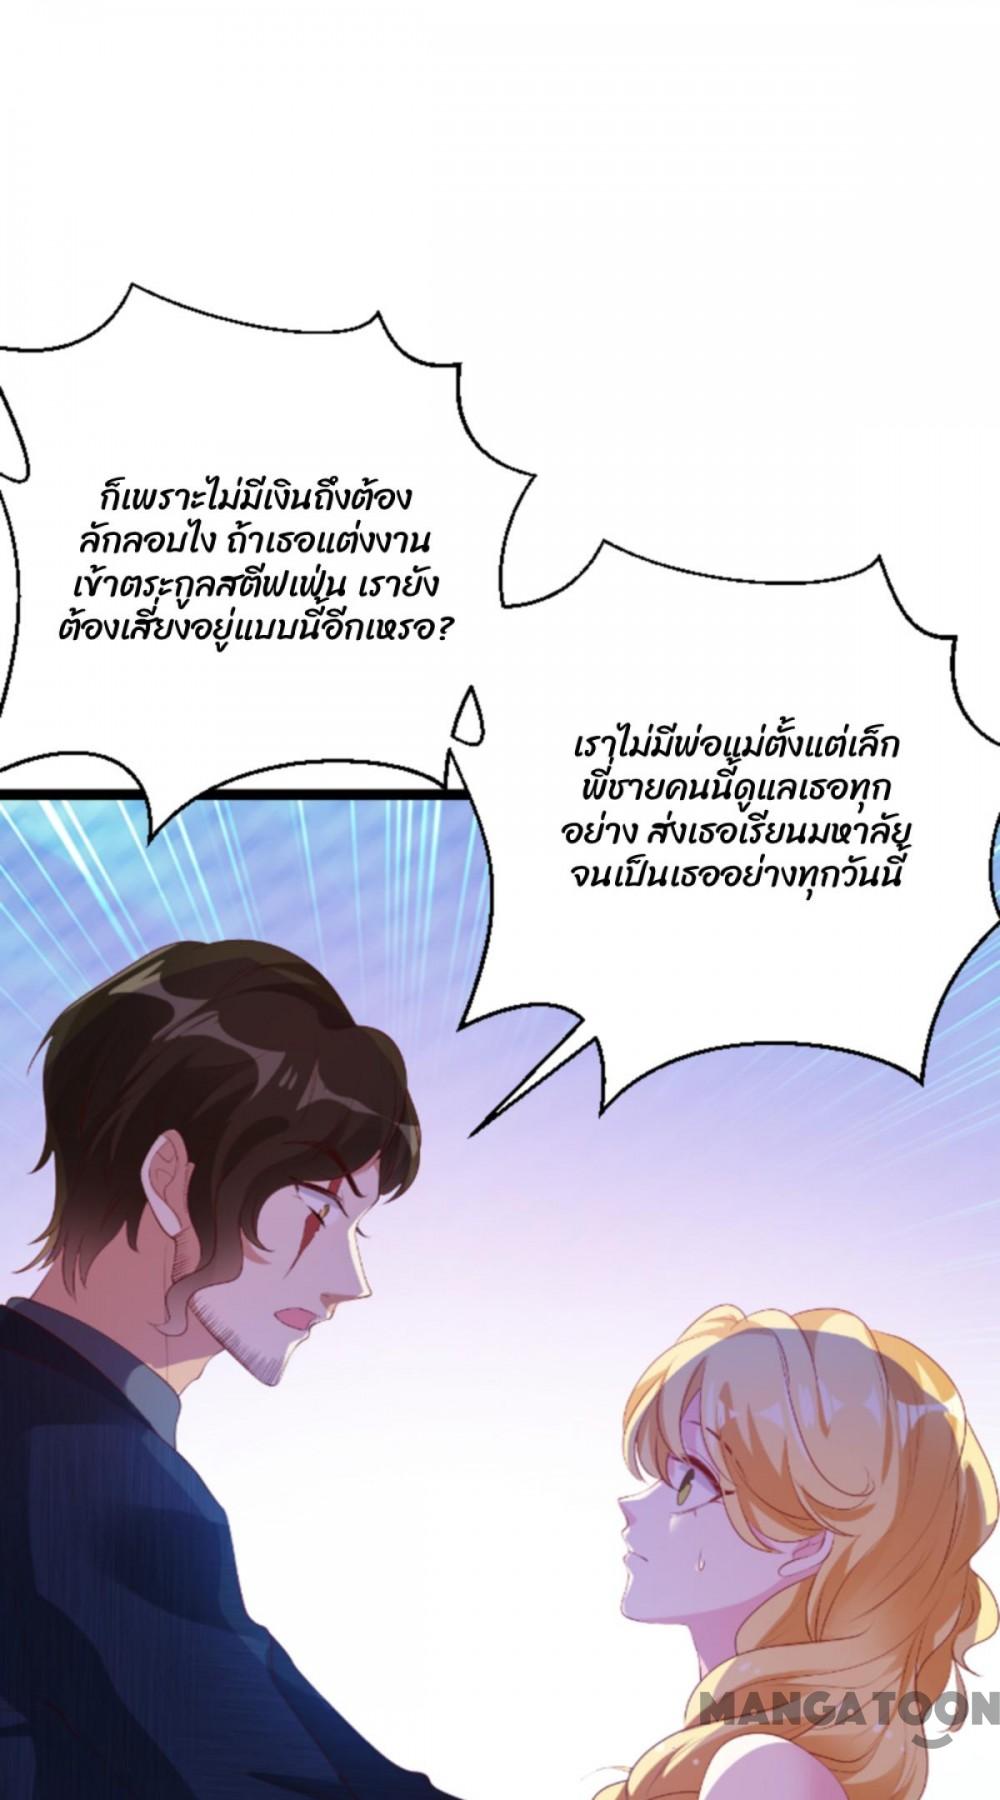 ก็เพราะไม่มีเงินถึงต้อง
ลักลอบไง ถ้าเธอแต่งงาน
เข้าตระกูลสตีฟเฟ่น เรายัง
ต้องเสี่ยงอยู่แบบนี้อีกเหรอ?
เราไม่มีพ่อแม่ตั้งแต่เล็ก
พี่ชายคนนี้ดูแลเธอทุก
อย่าง ส่งเธอเรียนมหาลัย
จนเป็นเธออย่างทุกวันนี้
MANGATOON